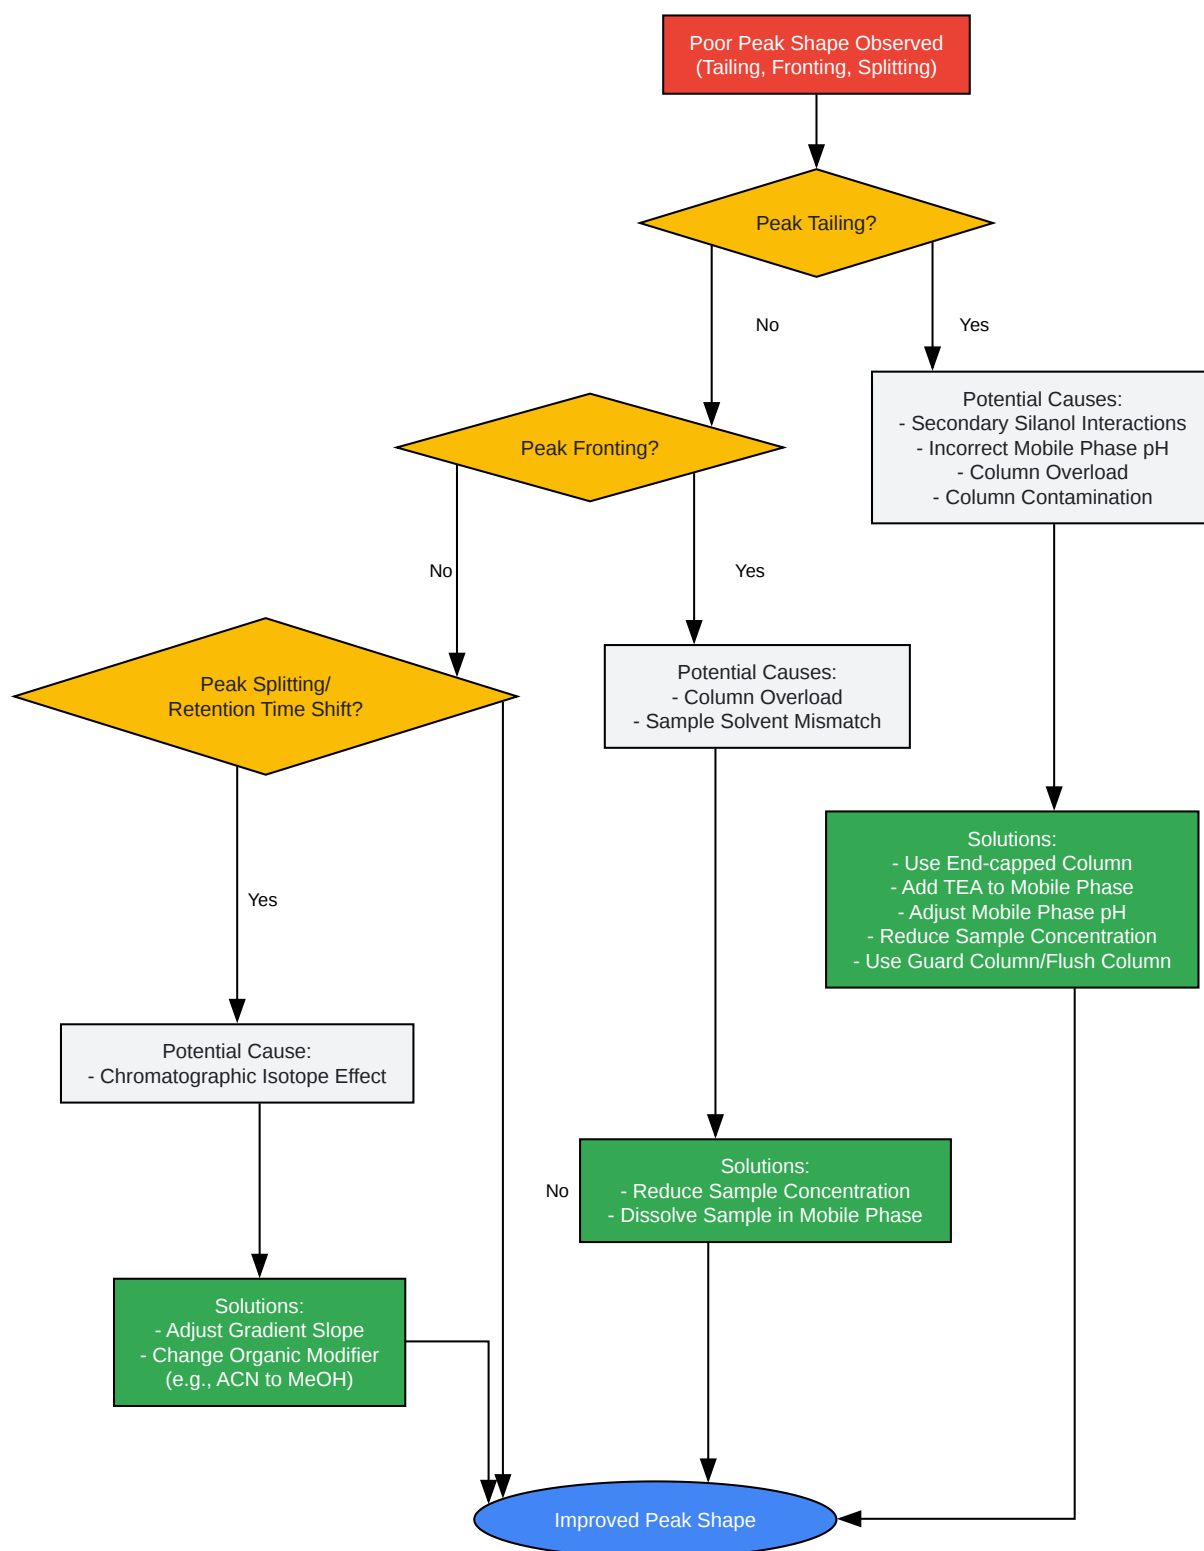 Poor Peak Shape Observed
(Tailing, Fronting, Splitting)
Peak Tailing?
No
Yes
Potential Causes:
- Secondary Silanol Interactions
- Incorrect Mobile Phase pH
- Column Overload
- Column Contamination
Peak Fronting?
No
Yes
Potential Causes:
- Column Overload
- Sample Solvent Mismatch
Peak Splitting/
Retention Time Shift?
Solutions:
- Use End-capped Column
- Add TEA to Mobile Phase
- Adjust Mobile Phase pH
- Reduce Sample Concentration
- Use Guard Column/Flush Column
Yes
Potential Cause:
- Chromatographic Isotope Effect
No
Solutions:
- Reduce Sample Concentration
- Dissolve Sample in Mobile Phase
Solutions:
- Adjust Gradient Slope
- Change Organic Modifier
(e.g., ACN to MeOH)
Improved Peak Shape